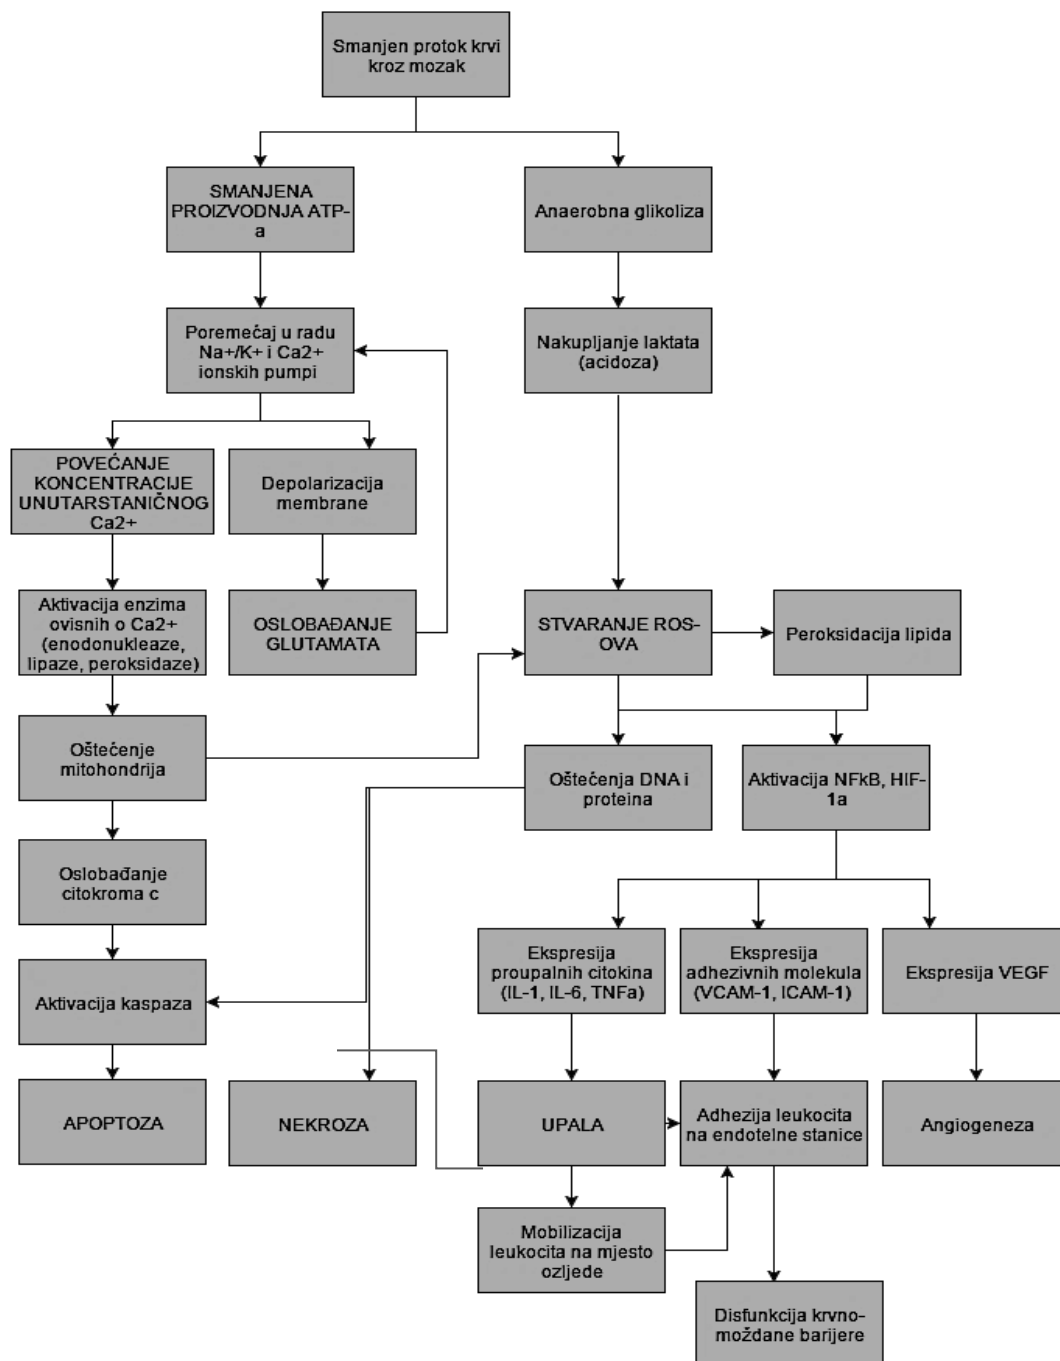 Smanjen protok krvi
kroz mozak
SMANJENA
PROIZVODNJA ATP-
a
Anaerobna glikoliza
Poremećaj u radu
Na+/K+ i Ca2+
ionskih pumpi
Nakupljanje laktata
(acidoza)
POVEĆANJE
KONCENTRACIJE
UNUTARSTANIČNOG
Ca2+
Depolarizacija
membrane
Aktivacija enzima
ovisnih o Ca2+
(enodonukleaze,
lipaze, peroksidaze)
OSLOBAĐANJE
GLUTAMATA
STVARANJE ROS-
OVA
Peroksidacija lipida
Oštećenje
mitohondrija
Oštećenja DNA i
proteina
Aktivacija NFkB, HIF-
1a
Oslobađanje
citokroma c
Ekspresija
proupalnih citokina
(IL-1, IL-6, TNFa)
Ekspresija
adhezivnih molekula
(VCAM-1, ICAM-1)
Ekspresija VEGF
Aktivacija kaspaza
APOPTOZA
NEKROZA
UPALA
Adhezija leukocita
na endotelne stanice
Angiogeneza
Mobilizacija
leukocita na mjesto
ozljede
Disfunkcija krvno-
moždane barijere